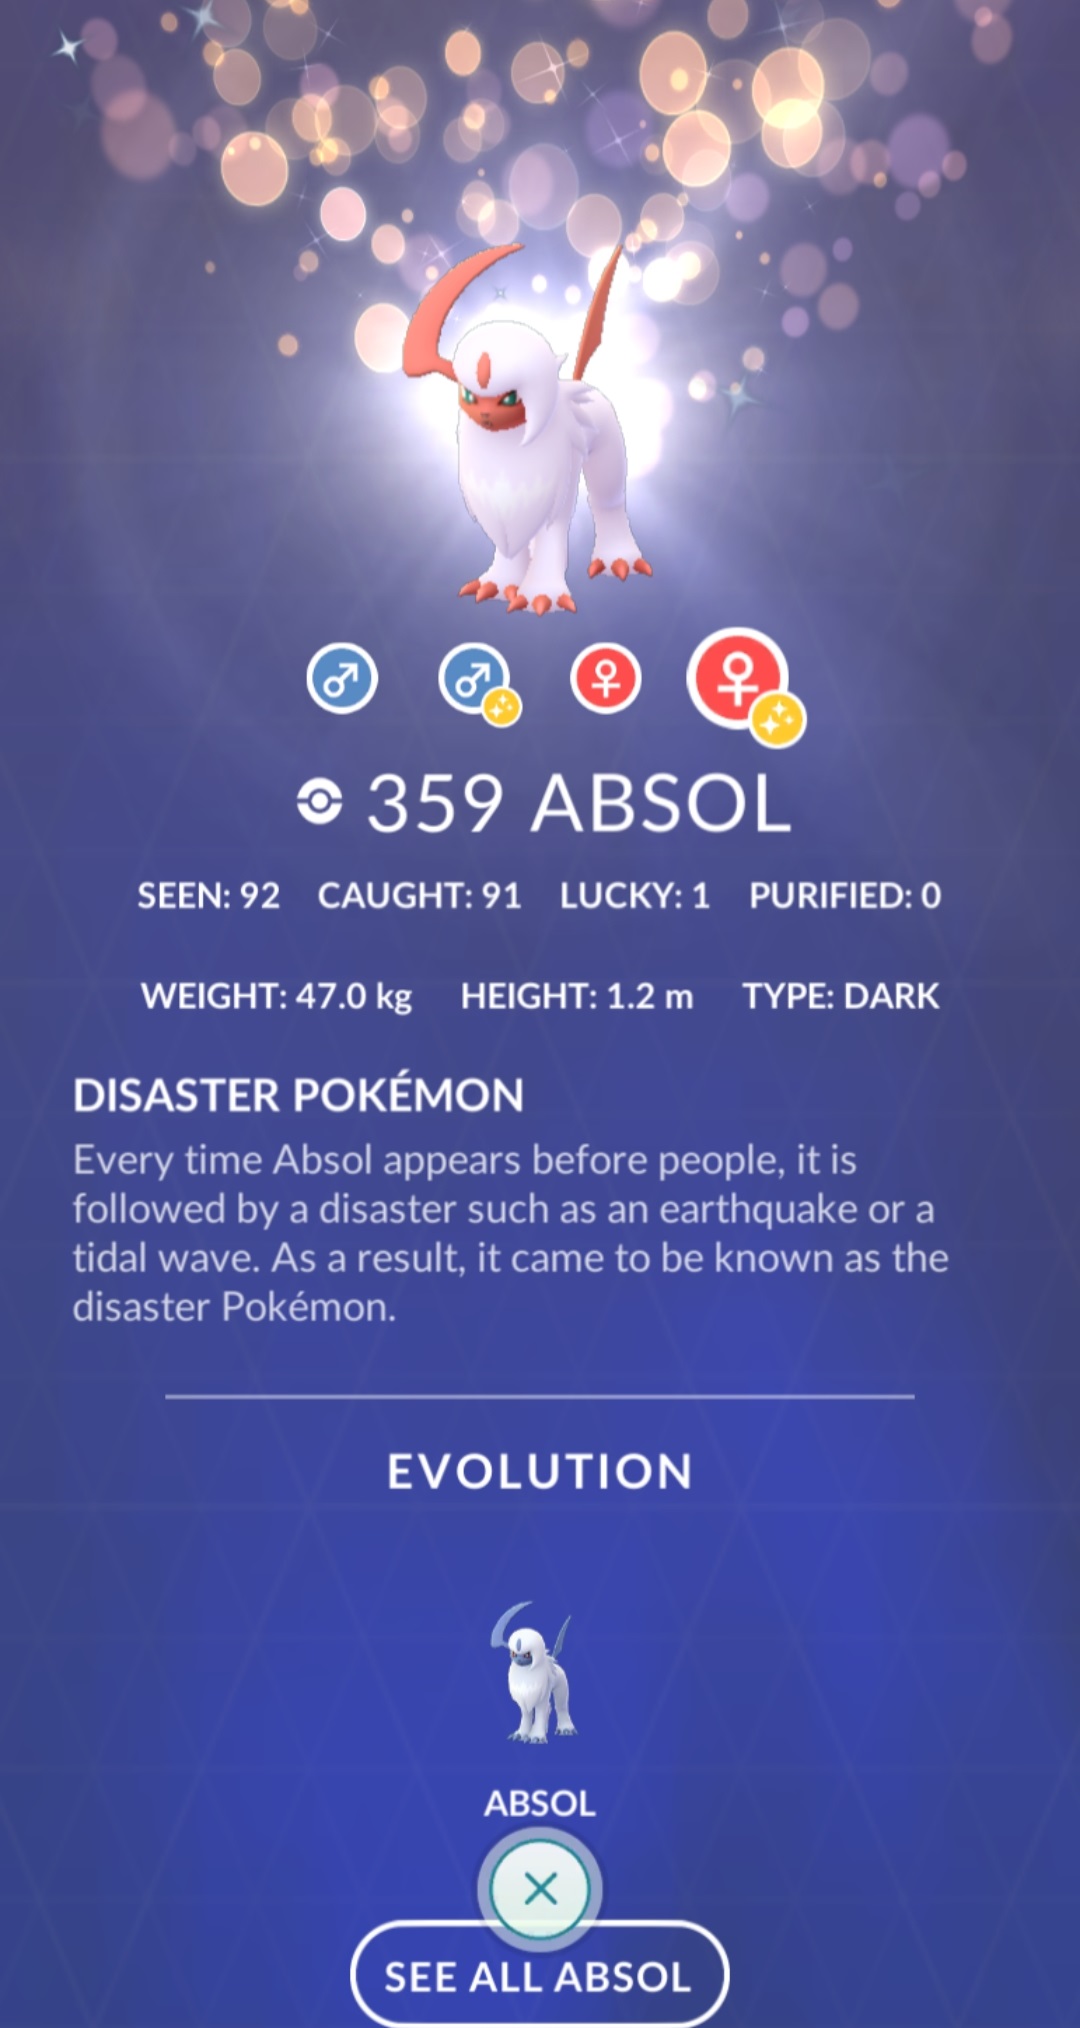 359 ABSOL
SEEN: 92 CAUGHT: 91 LUCKY: 1 PURIFIED: 0
WEIGHT: 47.0 kg HEIGHT: 1.2 m TYPE: DARK
DISASTER POKÉMON
Every time Absol appears before people, it is
followed by a disaster such as an earthquake or a
tidal wave. As a result, it came to be known as the
disaster Pokémon.
EVOLUTION
ABSOL
SEE ALL ABSOL